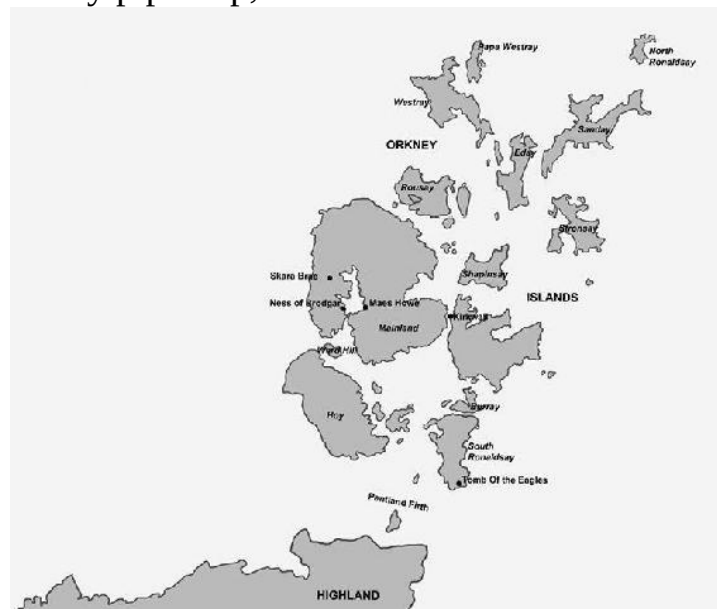 Papa Westray
North
Ronaldsay
Westray
Sanday
ORKNEY
Eday
Rousay
Stronsay
Shapinsay
Skara Brae
ISLANDS
Ness of Brodgar
Maes Howe
Kirkwall
Mainland
Ward Hill
Burray
Hoy
South
Ronaldsay
Tomb Of the Eagles
Pentland Firth
HIGHLAND